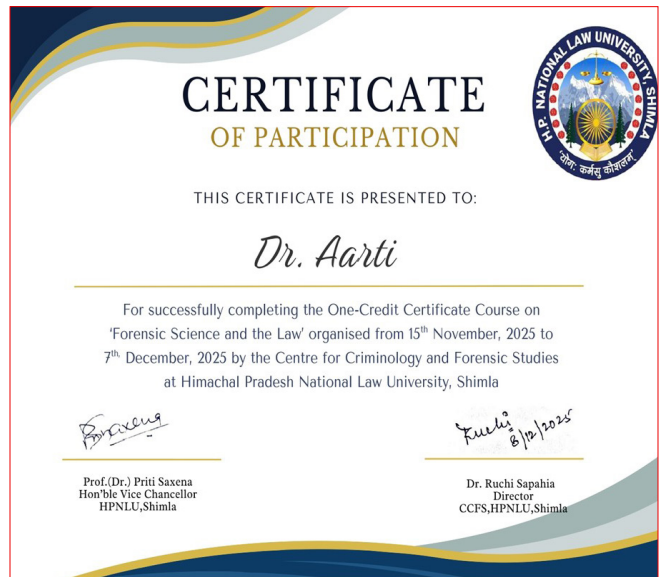 H.P. NATIONAL LAW UNIVERSITY, SHIMLA
'योगः कर्मसु कौशलम्'
CERTIFICATE
OF PARTICIPATION
THIS CERTIFICATE IS PRESENTED TO:
Dr. Aarti
For successfully completing the One-Credit Certificate Course on
'Forensic Science and the Law' organised from 15th November, 2025 to
7th, December, 2025 by the Centre for Criminology and Forensic Studies
at Himachal Pradesh National Law University, Shimla
Ruchi
8/12/2025
Prof.(Dr.) Priti Saxena
Hon'ble Vice Chancellor
HPNLU,Shimla
Dr. Ruchi Sapahia
Director
CCFS,HPNLU,Shimla